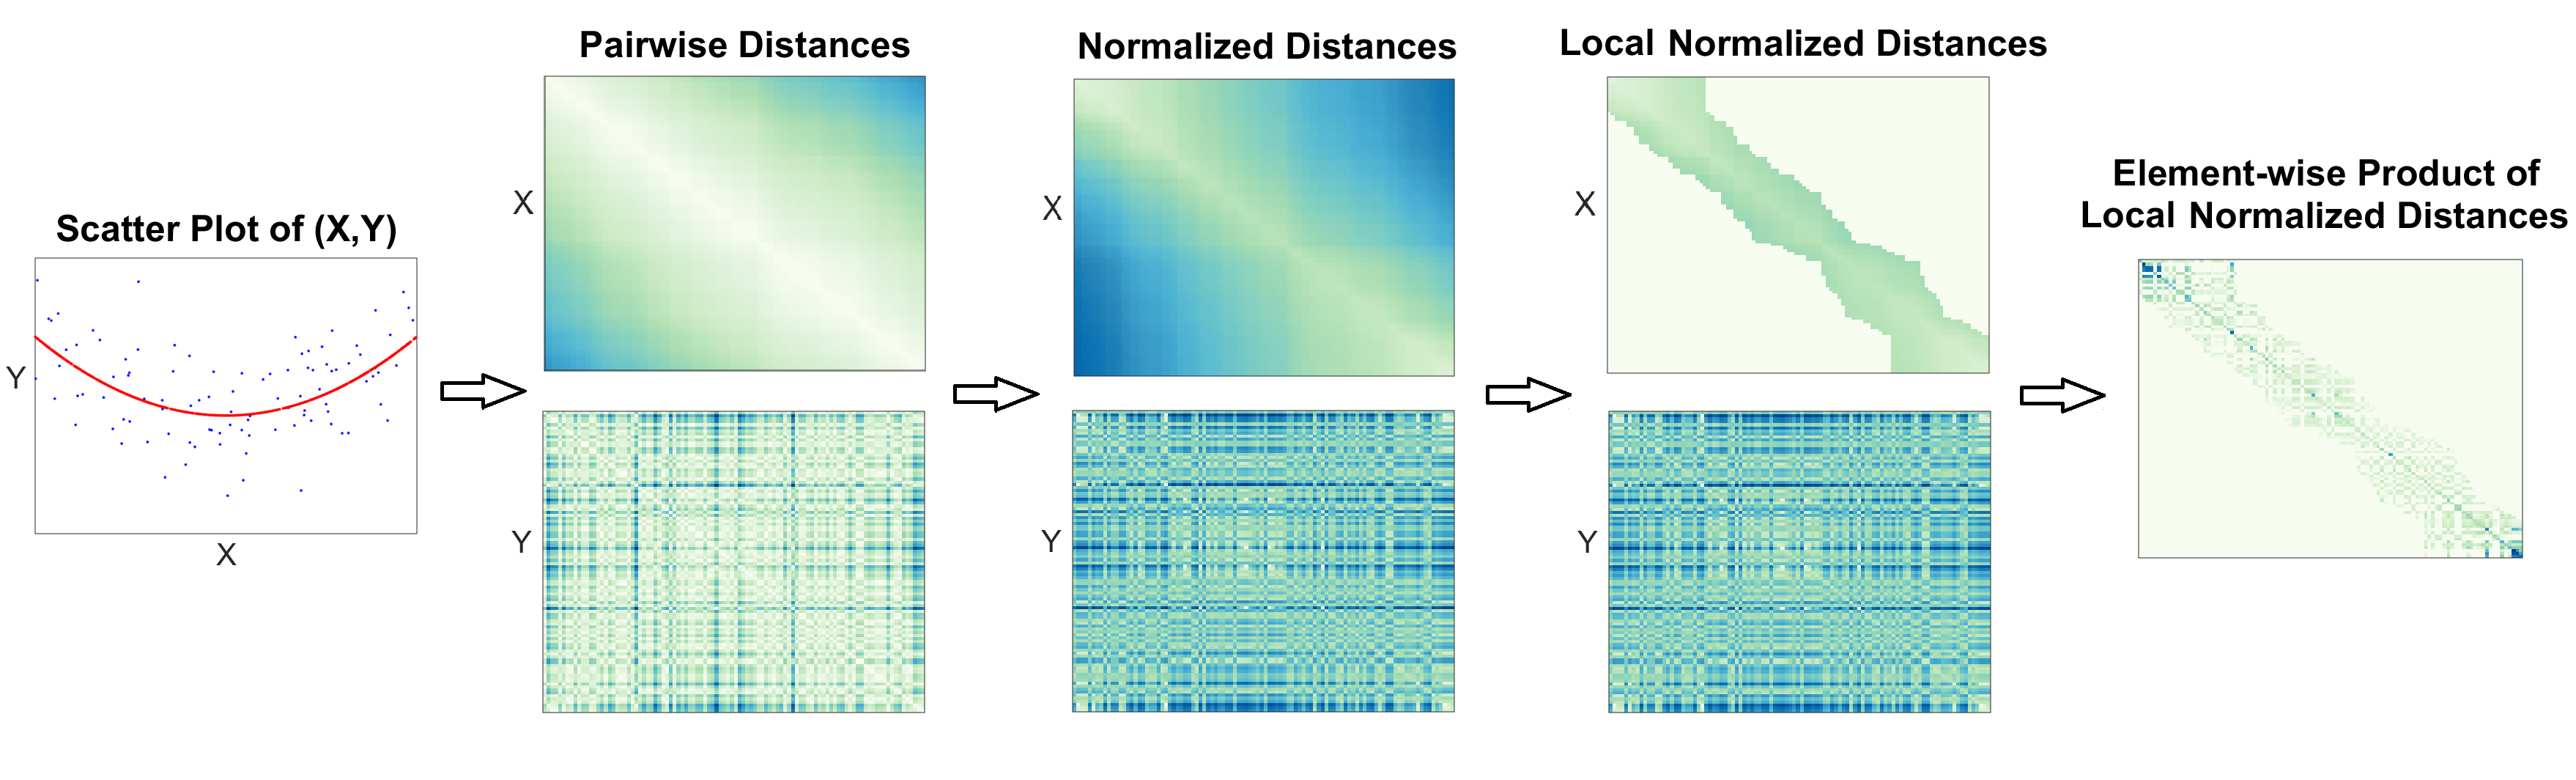 Scatter Plot of (X,Y)
Y
X
Pairwise Distances
X
Y
Normalized Distances
X
Y
Local Normalized Distances
X
Y
Element-wise Product of
Local Normalized Distances